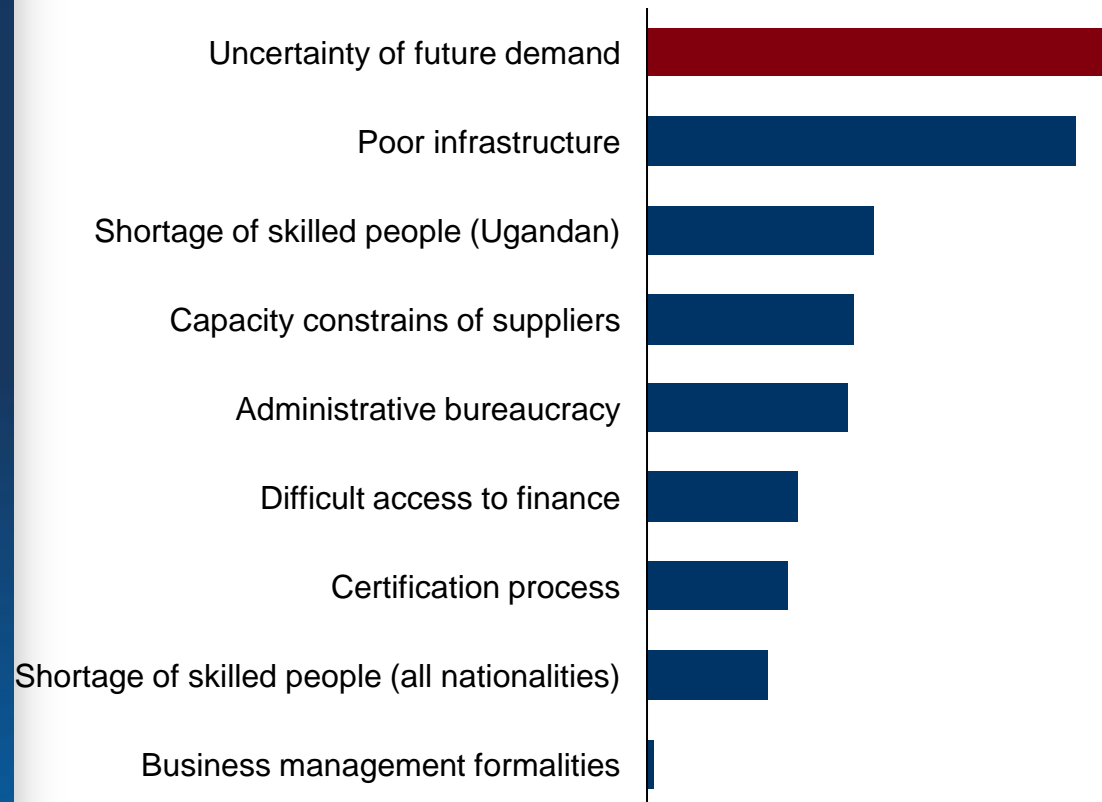 Uncertainty of future demand
Poor infrastructure
Shortage of skilled people (Ugandan)
Capacity constrains of suppliers
Administrative bureaucracy
Difficult access to finance
Certification process
Shortage of skilled people (all nationalities)
Business management formalities